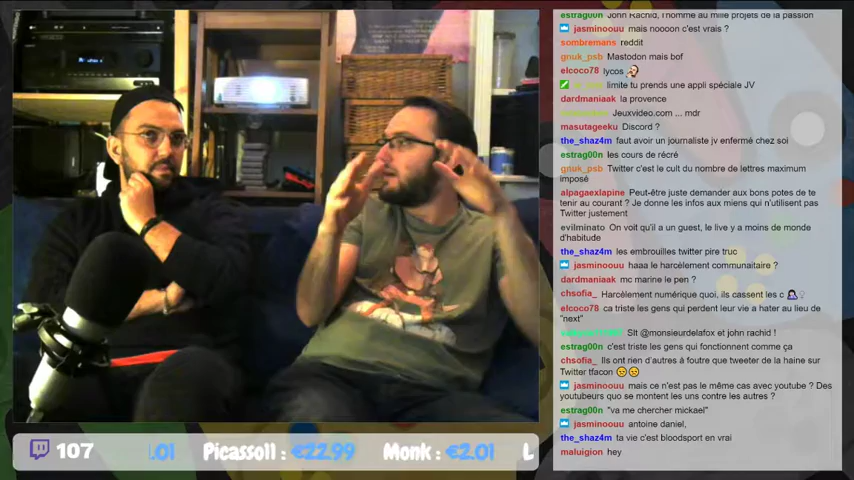 estrag00n John Rachid, l'homme au mille projets de la passion
jasminoouu mais nooooon c'est vrais ?
sombremans reddit
gnuk_psb Mastodon mais bof
elcoco78 lycos
limite tu prends une appli spéciale JV
dardmaniaak la provence
Jeuxvideo.com ... mdr
masutageeku Discord ?
the_shaz4m faut avoir un journaliste jv enfermé chez soi
estrag00n les cours de récré
gnuk_psb Twitter c'est le cult du nombre de lettres maximum
imposé
alpagaexlapine Peut-être juste demander aux bons potes de te
tenir au courant ? Je donne les infos aux miens qui n'utilisent pas
Twitter justement
evilminato On voit qu'il a un guest, le live y a moins de monde
d'habitude
the_shaz4m les embrouilles twitter pire truc
jasminoouu haaa le harcèlement communaitaire ?
dardmaniaak mc marine le pen ?
chsofia_ Harcèlement numérique quoi, ils cassent les c
elcoco78 ca triste les gens qui perdent leur vie a hater au lieu de
"next"
Slt @monsieurdelafox et john rachid !
estrag00n c'est triste les gens qui fonctionnent comme ça
chsofia_ Ils ont rien d'autres à foutre que tweeter de la haine sur
Twitter tfacon
jasminoouu mais ce n'est pas le même cas avec youtube ? Des
youtubeurs quo se montent les uns contre les autres ?
estrag00n "va me chercher mickael"
jasminoouu antoine daniel,
the_shaz4m ta vie c'est bloodsport en vrai
maluigion hey
107 .01 Picasso11 : €22.99 Monk : €2.01 L